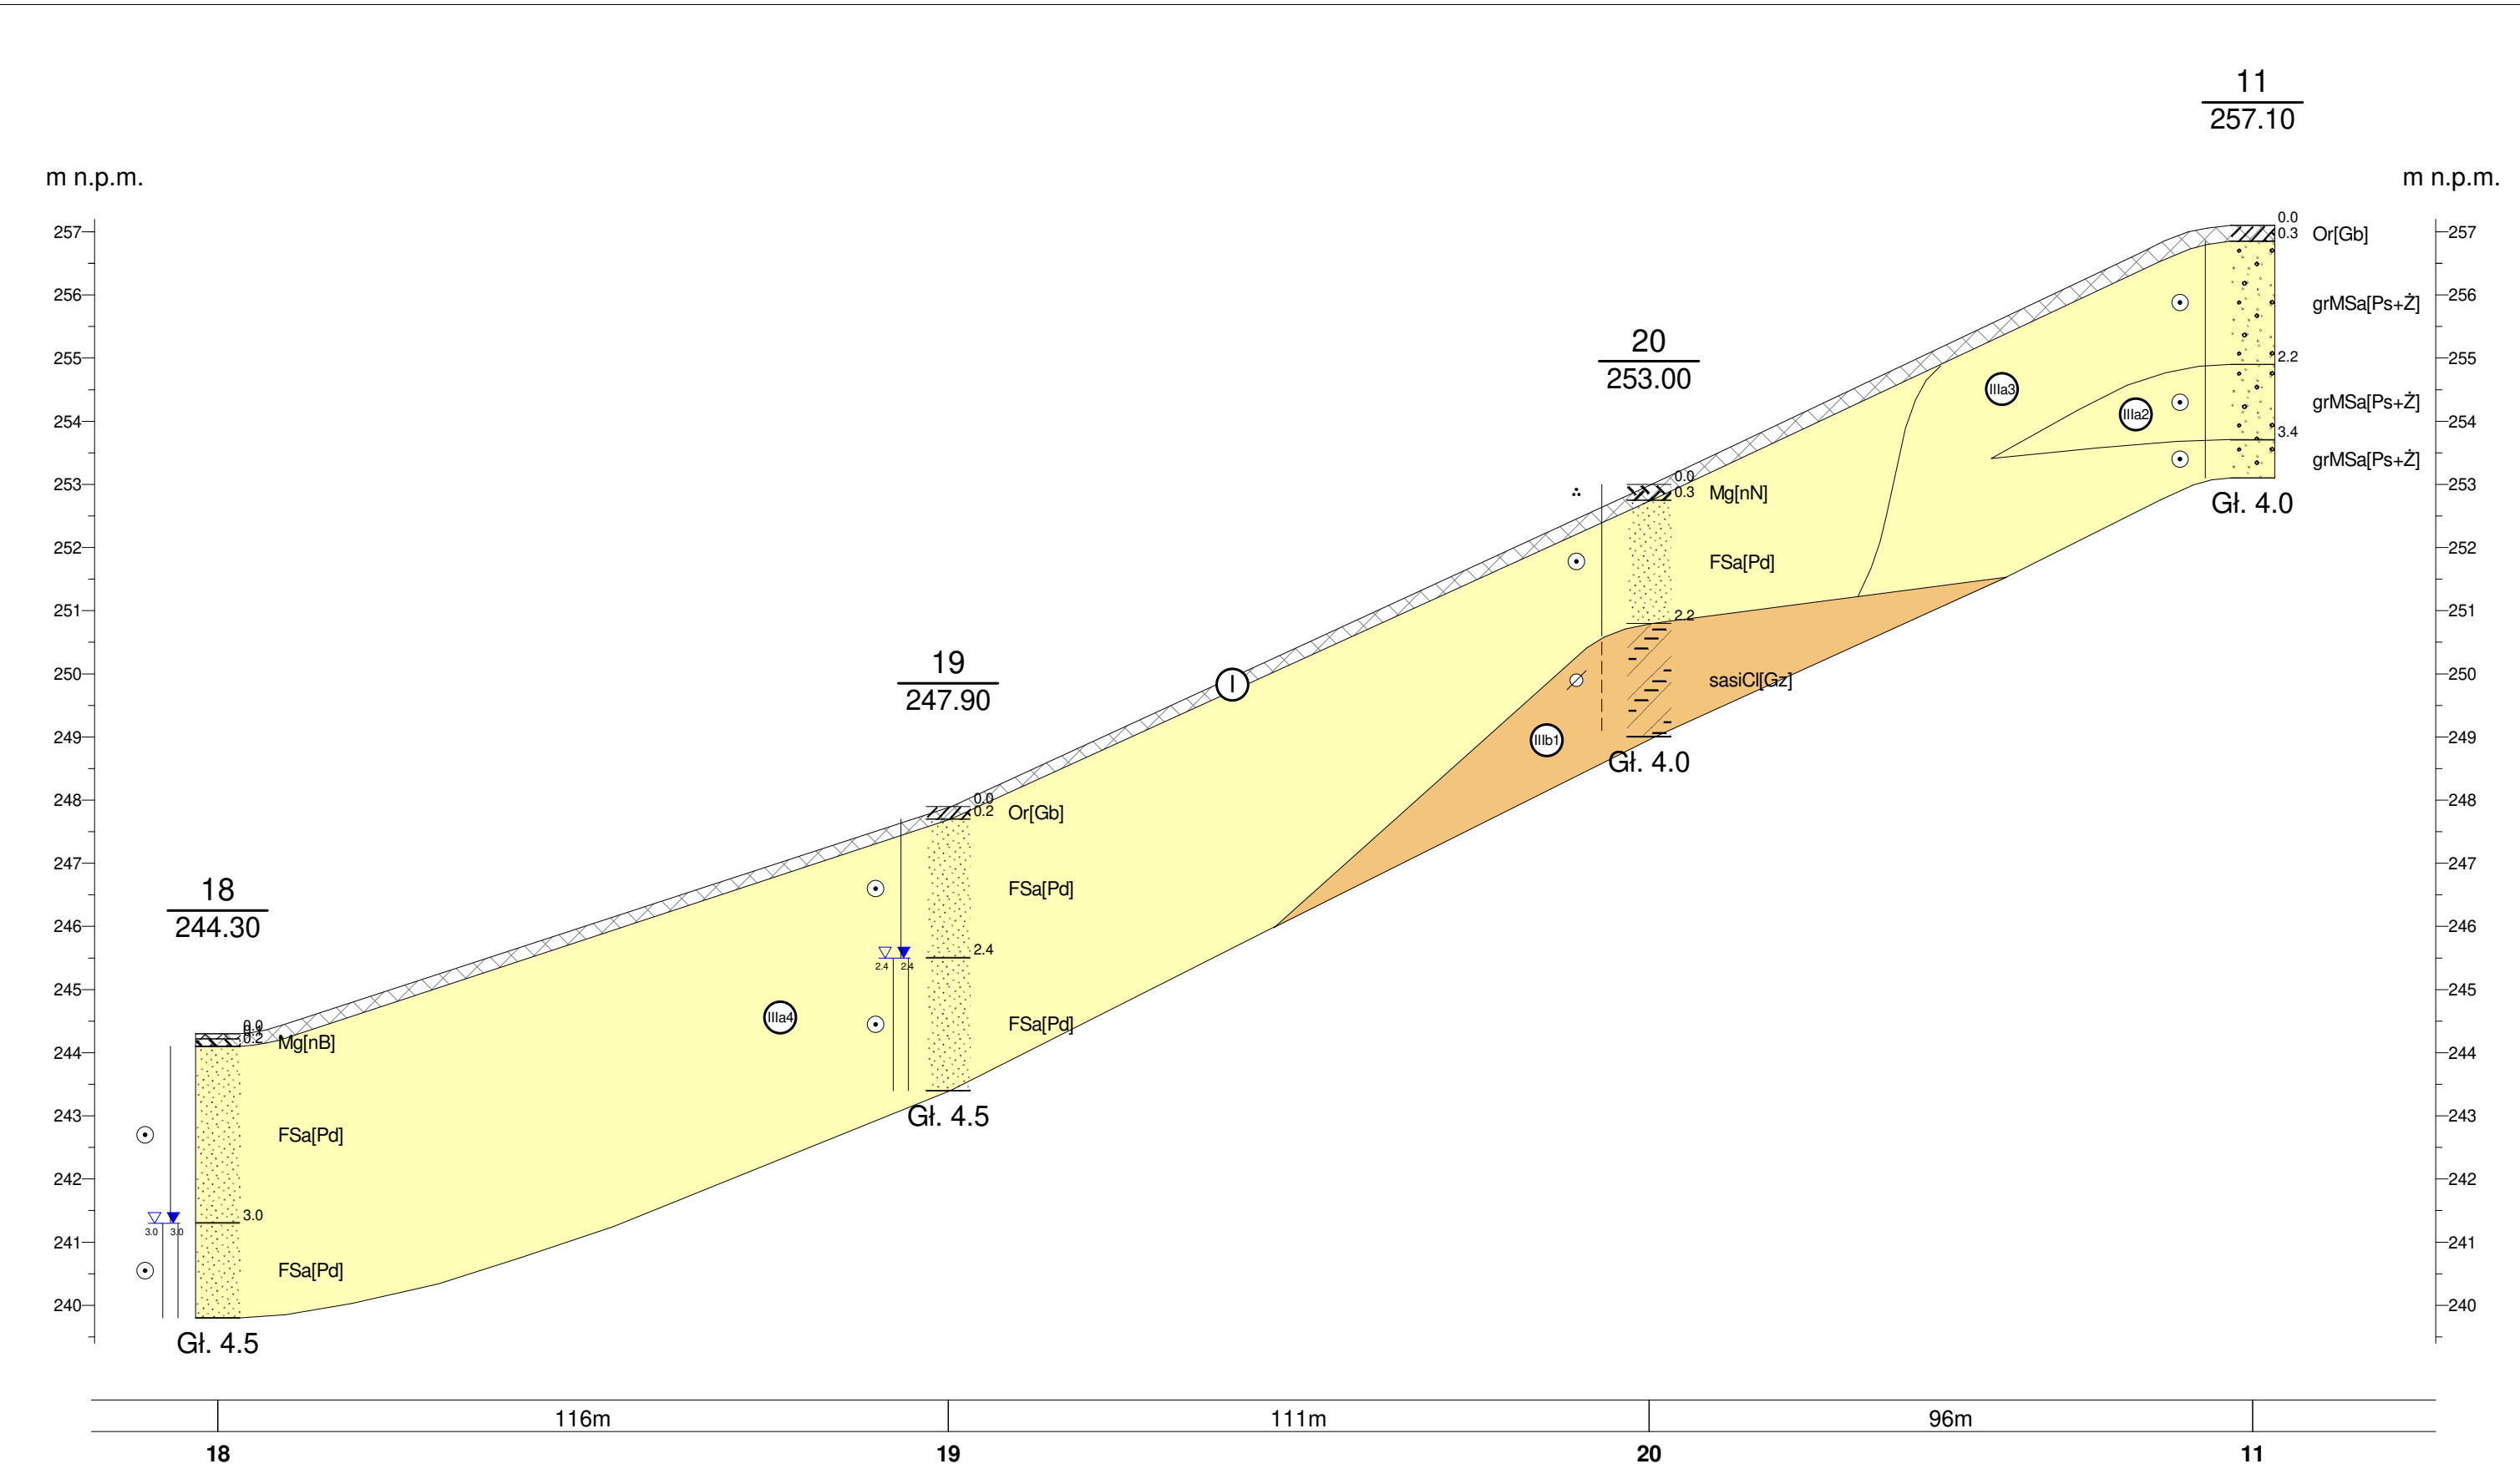 11
257.10
m n.p.m.
m n.p.m.
257
256
255
254
253
252
251
250
249
248
247
246
245
244
243
242
241
240
257
256
255
254
253
252
251
250
249
248
247
246
245
244
243
242
241
240
18
244.30
0.0
0.1
0.2
Mg[nB]
FSa[Pd]
3.0
3.0 3.0
FSa[Pd]
Gł. 4.5
19
247.90
0.0
0.2
Or[Gb]
FSa[Pd]
2.4
2.4 2.4
FSa[Pd]
Gł. 4.5
IIIa4
I
20
253.00
0.0
0.3
Mg[nN]
FSa[Pd]
2.2
sasiCl[Gz]
IIIb1
Gł. 4.0
0.0
0.3
Or[Gb]
grMSa[Ps+Ż]
2.2
IIIa3
IIIa2
grMSa[Ps+Ż]
3.4
grMSa[Ps+Ż]
Gł. 4.0
116m 111m 96m
18 19 20 11